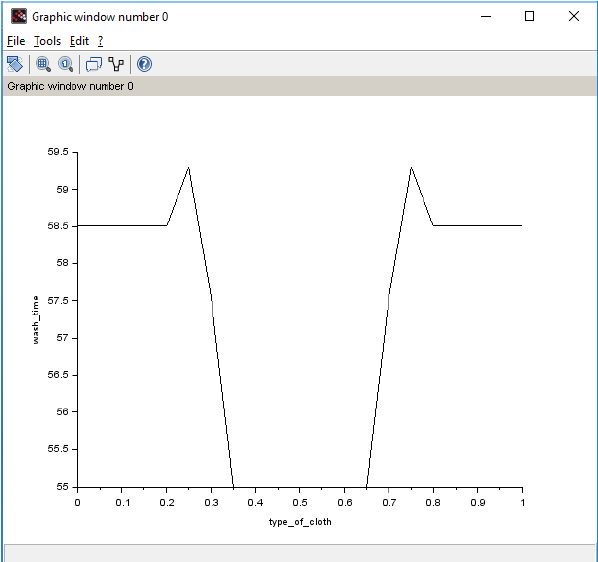 Graphic window number 0
File Tools Edit ?
Graphic window number 0
59.5
59
58.5
58
57.5
57
56.5
56
55.5
55
wash_time
0 0.1 0.2 0.3 0.4 0.5 0.6 0.7 0.8 0.9 1
type_of_cloth